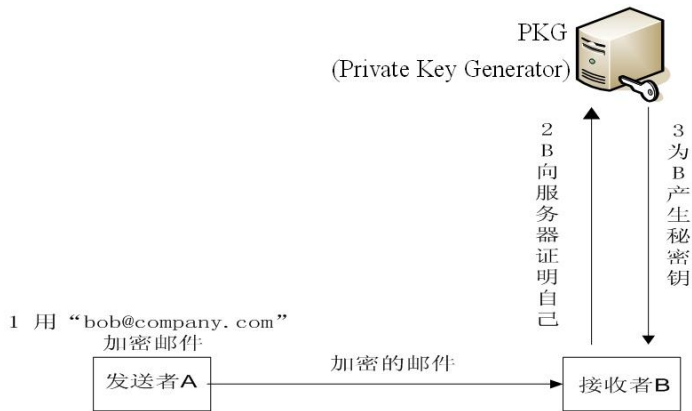 PKG
(Private Key Generator)
2B向服务器证明自己
3为B产生秘密钥
1 用“bob@company.com”
加密邮件
加密的邮件
发送者A
接收者B